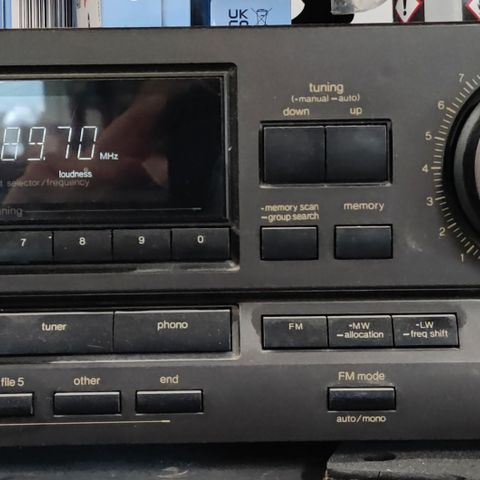 UK
CA
tuning
(-manual –auto)
down up
89.70 MHz
loudness
selector/frequency
-memory scan
–group search
memory
7 8 9 0
7
6
5
4
3
2
1
tuner phono
FM
-MW
–allocation
-LW
–freq shift
file 5 other end
FM mode
auto/mono